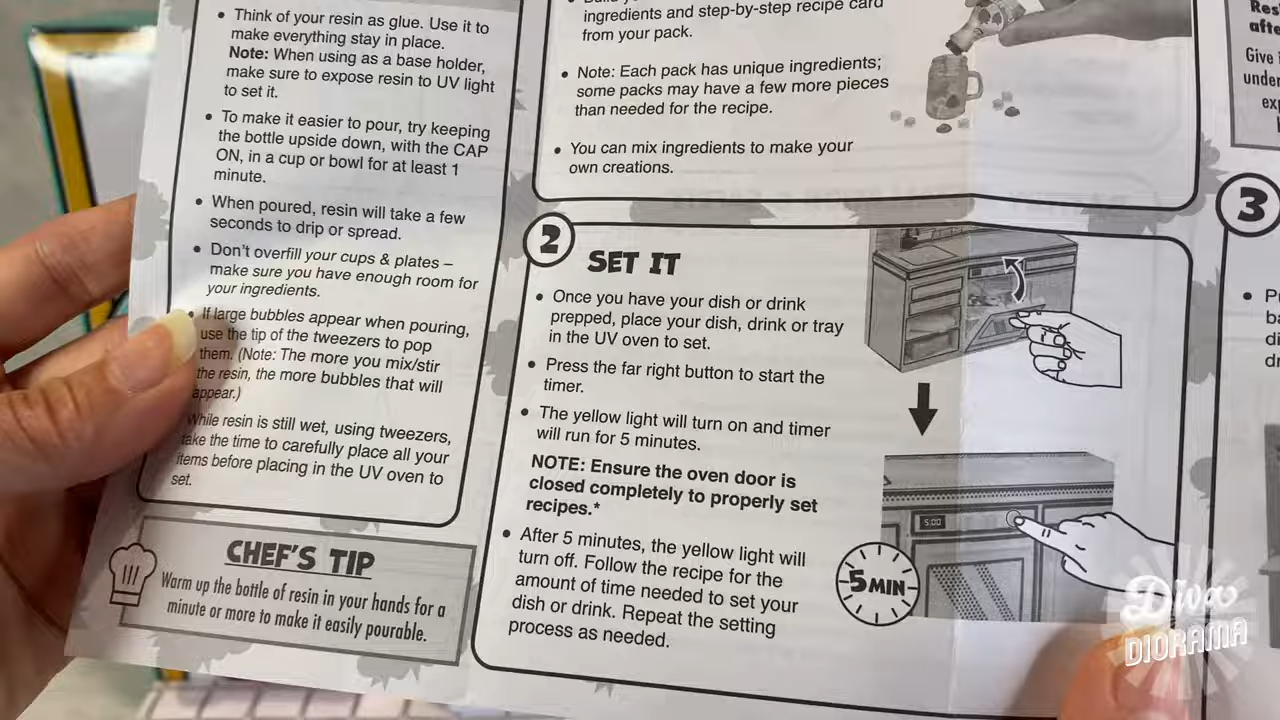 • Think of your resin as glue. Use it to
make everything stay in place.
Note: When using as a base holder,
make sure to expose resin to UV light
to set it.
• To make it easier to pour, try keeping
the bottle upside down, with the CAP
ON, in a cup or bowl for at least 1
minute.
• When poured, resin will take a few
seconds to drip or spread.
• Don't overfill your cups & plates –
make sure you have enough room for
your ingredients.
• If large bubbles appear when pouring,
use the tip of the tweezers to pop
them. (Note: The more you mix/stir
the resin, the more bubbles that will
appear.)
While resin is still wet, using tweezers,
take the time to carefully place all your
items before placing in the UV oven to
set.
CHEF'S TIP
Warm up the bottle of resin in your hands for a
minute or more to make it easily pourable.
ingredients and step-by-step recipe card
from your pack.
• Note: Each pack has unique ingredients;
some packs may have a few more pieces
than needed for the recipe.
• You can mix ingredients to make your
own creations.
2 SET IT
• Once you have your dish or drink
prepped, place your dish, drink or tray
in the UV oven to set.
• Press the far right button to start the
timer.
• The yellow light will turn on and timer
will run for 5 minutes.
NOTE: Ensure the oven door is
closed completely to properly set
recipes.*
• After 5 minutes, the yellow light will
turn off. Follow the recipe for the
amount of time needed to set your
dish or drink. Repeat the setting
process as needed.
5:00
5 MIN
afte
Give
unde
3
Diva
DIORAMA